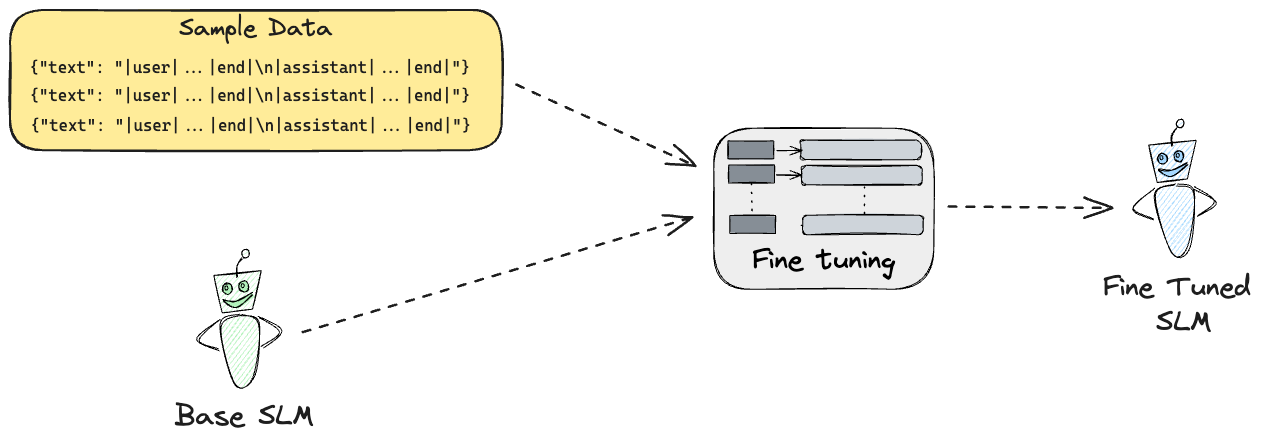 Sample Data
{"text": "|user| ... |end|\n|assistant| ... |end|"}
{"text": "|user| ... |end|\n|assistant| ... |end|"}
{"text": "|user| ... |end|\n|assistant| ... |end|"}
Fine tuning
Fine Tuned
SLM
Base SLM